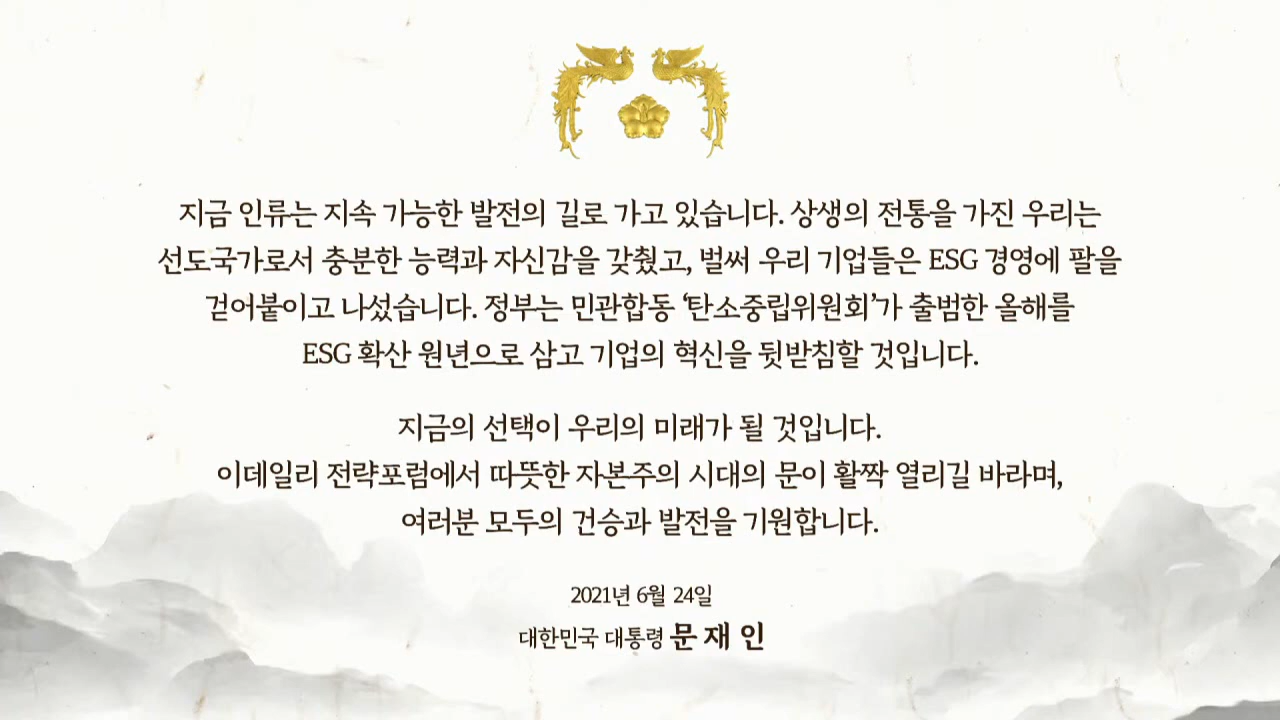 지금 인류는 지속 가능한 발전의 길로 가고 있습니다. 상생의 전통을 가진 우리는
선도국가로서 충분한 능력과 자신감을 갖췄고, 벌써 우리 기업들은 ESG 경영에 팔을
걷어붙이고 나섰습니다. 정부는 민관합동 ‘탄소중립위원회’가 출범한 올해를
ESG 확산 원년으로 삼고 기업의 혁신을 뒷받침할 것입니다.
지금의 선택이 우리의 미래가 될 것입니다.
이데일리 전략포럼에서 따뜻한 자본주의 시대의 문이 활짝 열리길 바라며,
여러분 모두의 건승과 발전을 기원합니다.
2021년 6월 24일
대한민국 대통령 문 재 인